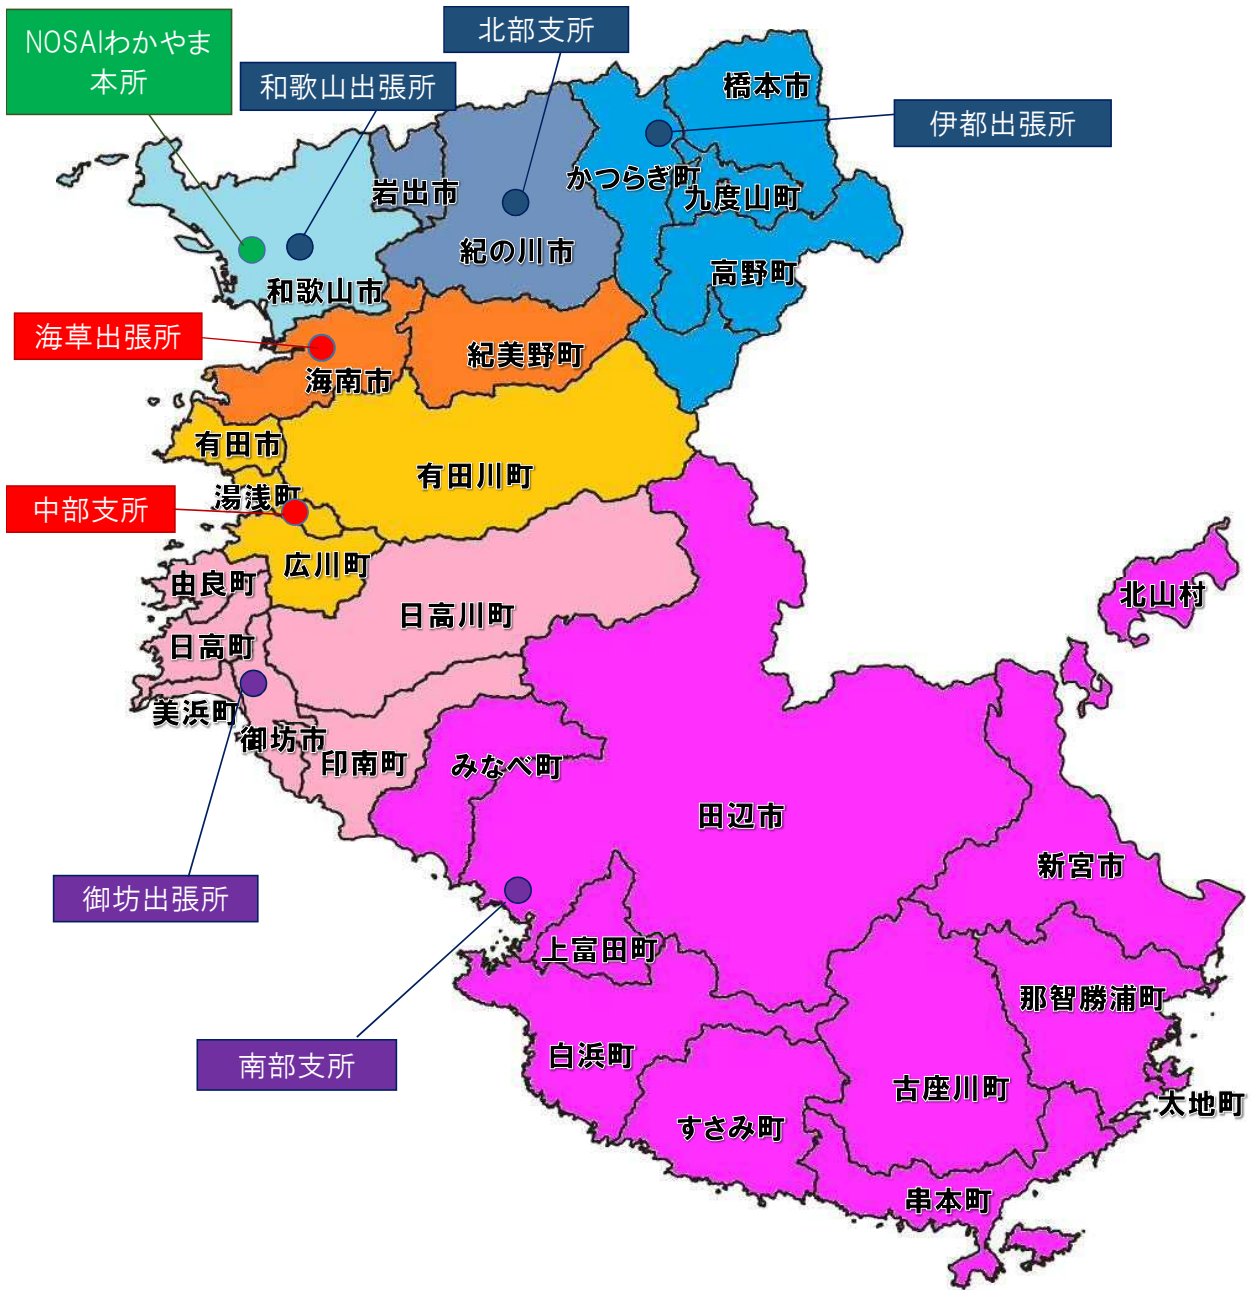 NOSAIわかやま
本所
和歌山出張所
北部支所
橋本市
伊都出張所
かつらぎ町
九度山町
岩出市
紀の川市
高野町
和歌山市
海草出張所
紀美野町
海南市
有田市
有田川町
湯浅町
中部支所
広川町
由良町
北山村
日高川町
日高町
美浜町
御坊市
印南町
みなべ町
田辺市
新宮市
御坊出張所
上富田町
那智勝浦町
南部支所
白浜町
古座川町
太地町
すさみ町
串本町